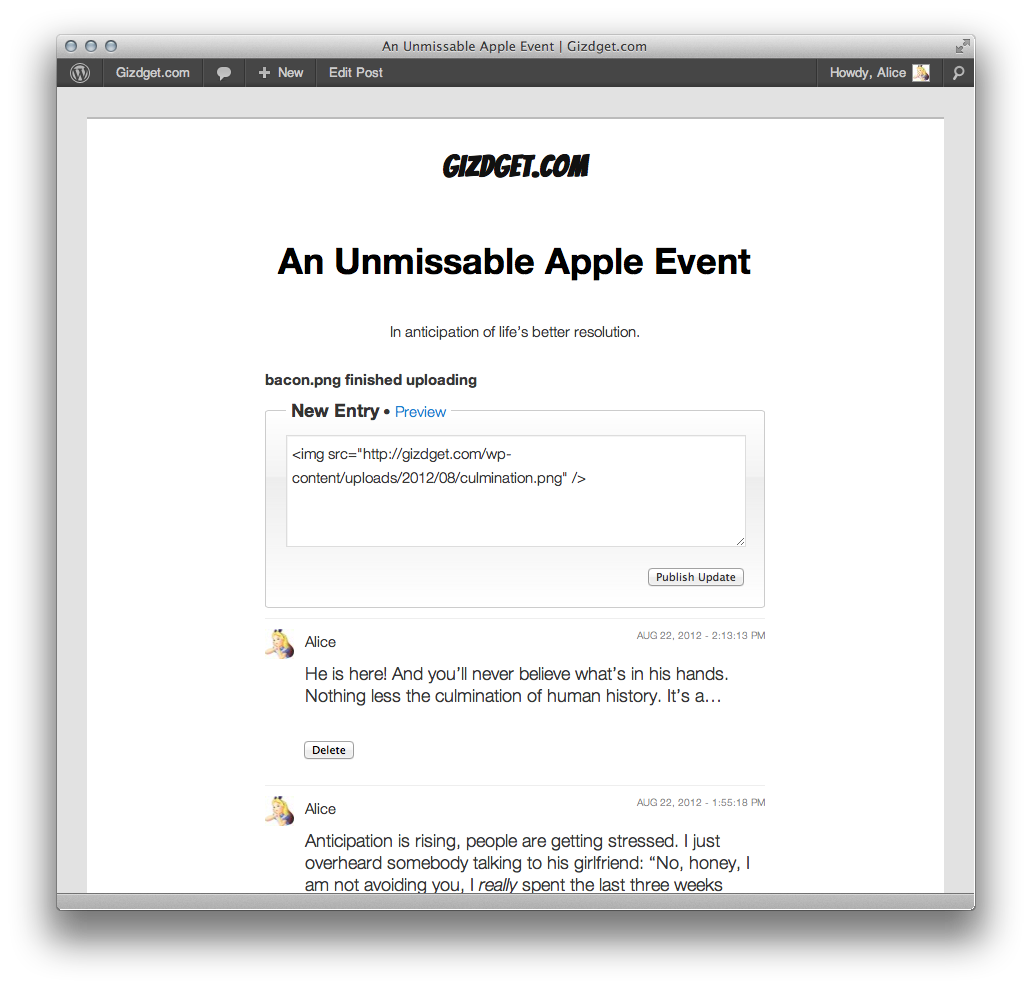 An Unmissable Apple Event | Gizdget.com
Gizdget.com
New
Edit Post
Howdy, Alice
GIZDGET.COM
An Unmissable Apple Event
In anticipation of life’s better resolution.
bacon.png finished uploading
New Entry • Preview
<img src="http://gizdget.com/wp-
content/uploads/2012/08/culmination.png" />
Publish Update
Alice
AUG 22, 2012 - 2:13:13 PM
He is here! And you’ll never believe what’s in his hands.
Nothing less the culmination of human history. It’s a…
Delete
Alice
AUG 22, 2012 - 1:55:18 PM
Anticipation is rising, people are getting stressed. I just
overheard somebody talking to his girlfriend: “No, honey, I
am not avoiding you, I really spent the last three weeks